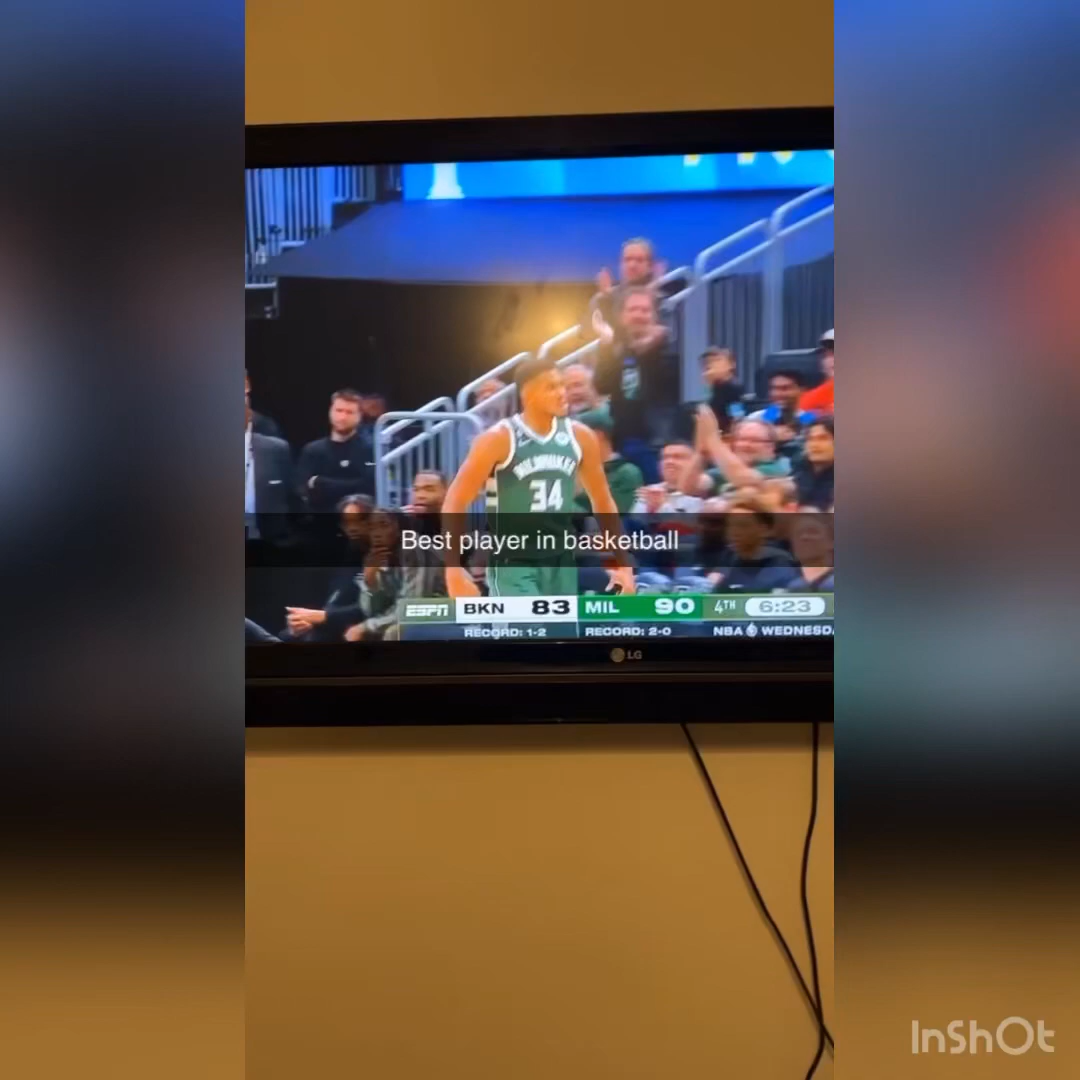 MILWAUKEE
34
Best player in basketball
ESPN BKN 83 MIL 90 4TH 6:23
RECORD: 1-2 RECORD: 2-0 NBA WEDNESDA
LG
InShOt